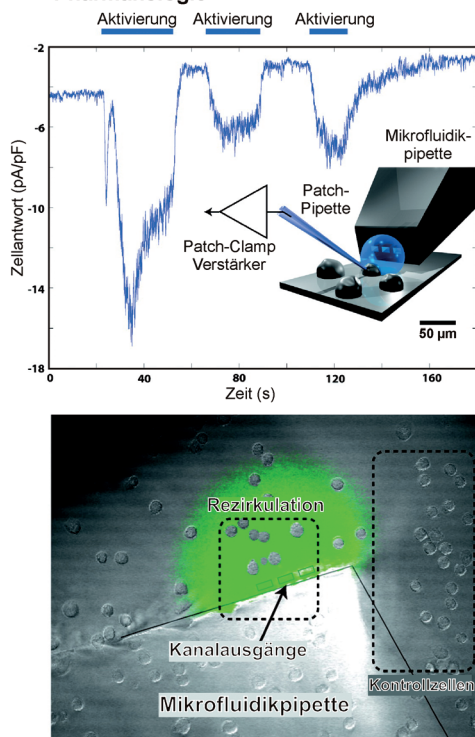 Aktivierung Aktivierung Aktivierung
-2
-6
-10
-14
-18
Zellantwort (pA/pF)
Mikrofluidik-
pipette
Patch-
Pipette
Patch-Clamp
Verstärker
50 µm
0 40 80 120 160
Zeit (s)
Rezirkulation
Kanalausgänge
Mikrofluidikpipette
Kontrollzellen